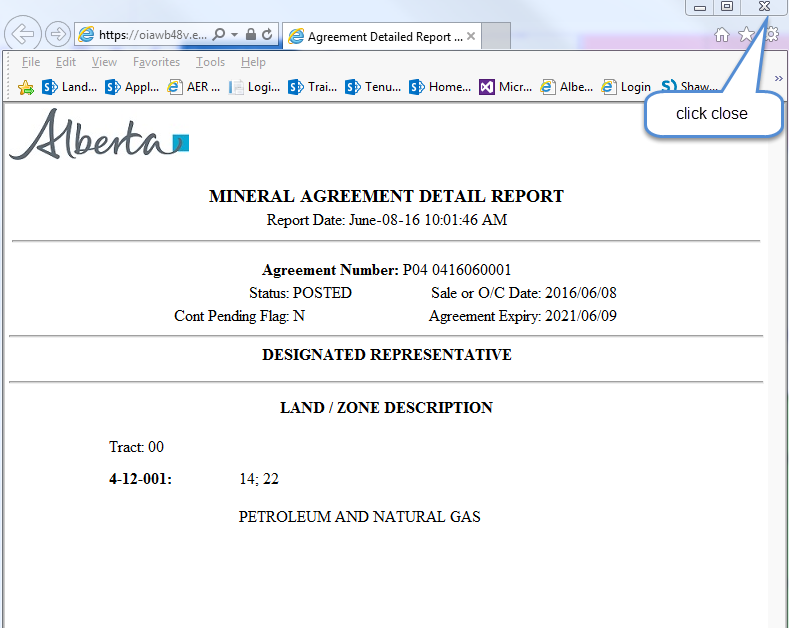 https://oiawb48v.e...
Agreement Detailed Report ...
File Edit View Favorites Tools Help
Land... Appl... AER ... Logi... Trai... Tenu... Home... Micr... Albe... Login Shaw...
click close
Alberta
MINERAL AGREEMENT DETAIL REPORT
Report Date: June-08-16 10:01:46 AM
Agreement Number: P04 0416060001
Status: POSTED Sale or O/C Date: 2016/06/08
Cont Pending Flag: N Agreement Expiry: 2021/06/09
DESIGNATED REPRESENTATIVE
LAND / ZONE DESCRIPTION
Tract: 00
4-12-001: 14; 22
PETROLEUM AND NATURAL GAS